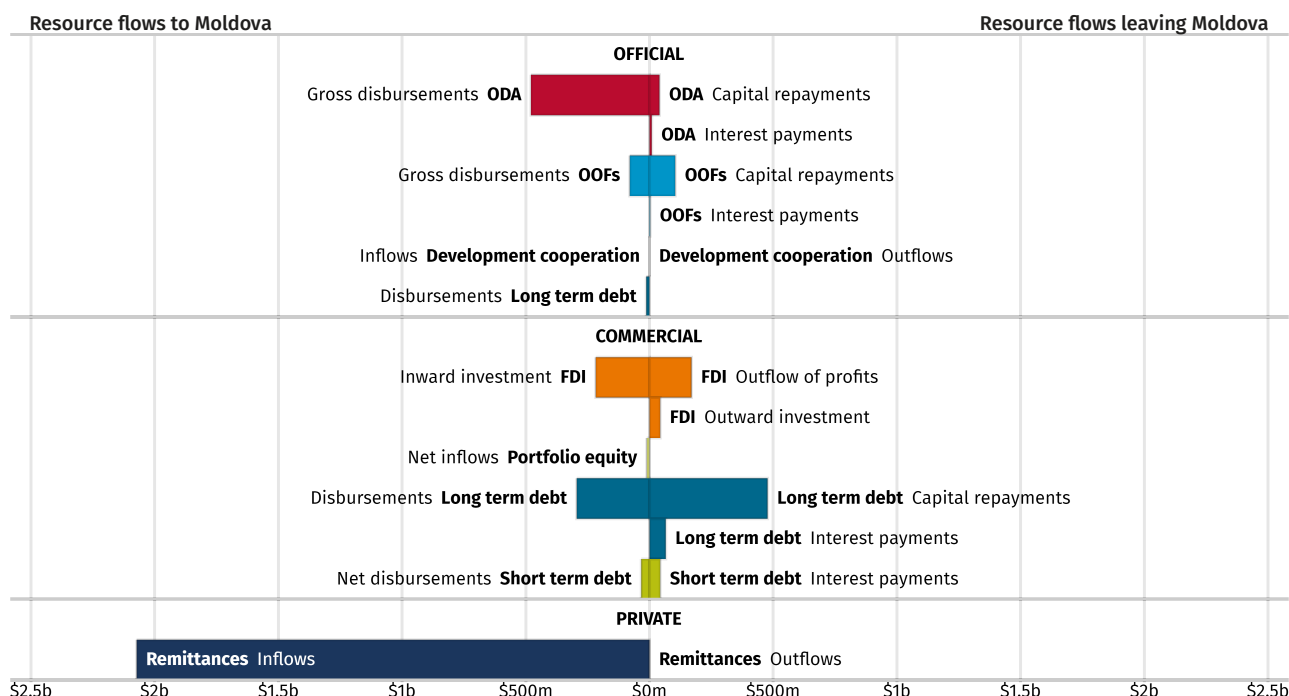 Resource flows to Moldova Resource flows leaving Moldova
OFFICIAL
Gross disbursements ODA ODA Capital repayments
ODA Interest payments
Gross disbursements OOFs OOFs Capital repayments
OOFs Interest payments
Inflows Development cooperation Development cooperation Outflows
Disbursements Long term debt
COMMERCIAL
Inward investment FDI FDI Outflow of profits
FDI Outward investment
Net inflows Portfolio equity
Disbursements Long term debt Long term debt Capital repayments
Long term debt Interest payments
Net disbursements Short term debt Short term debt Interest payments
PRIVATE
Remittances Inflows Remittances Outflows
$2.5b $2b $1.5b $1b $500m $0m $500m $1b $1.5b $2b $2.5b